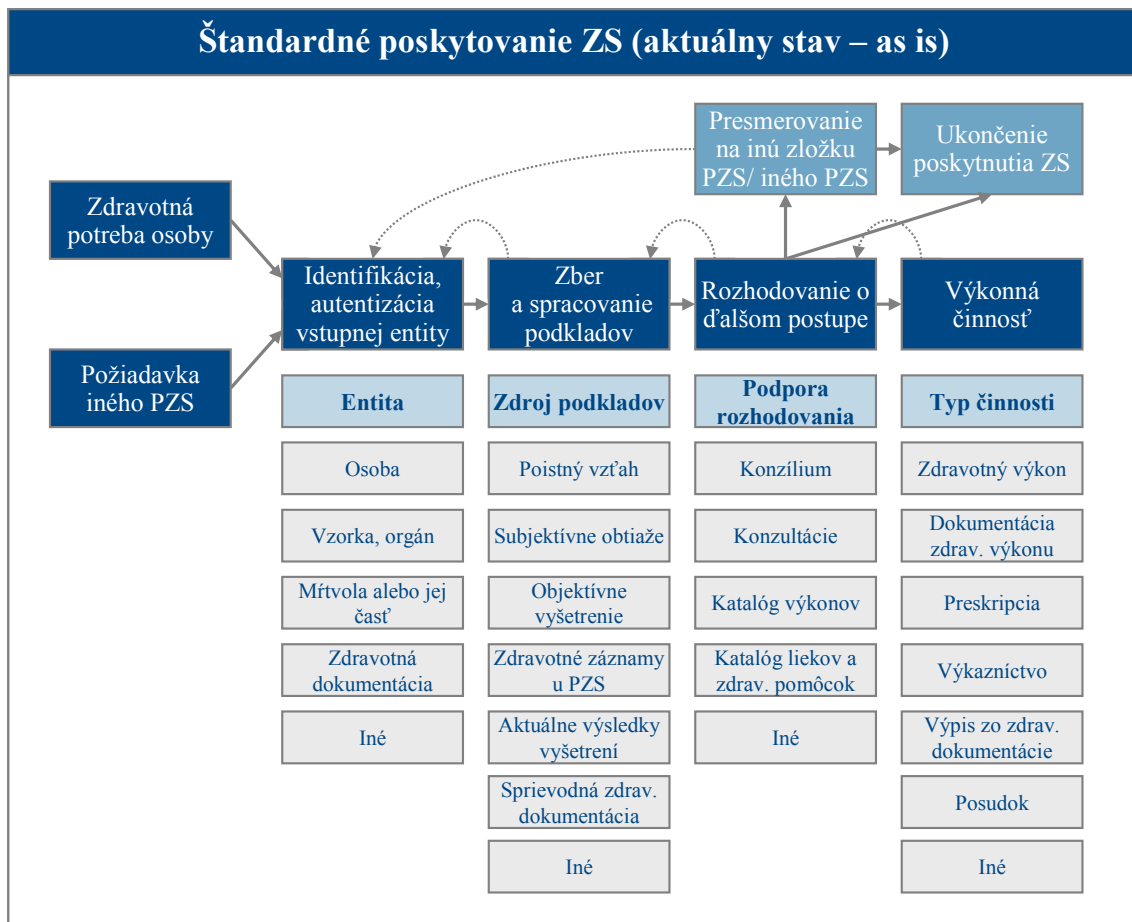 Štandardné poskytovanie ZS (aktuálny stav – as is)
Presmerovanie
na inú zložku
PZS/ iného PZS
Ukončenie
poskytnutia ZS
Zdravotná
potreba osoby
Požiadavka
iného PZS
Identifikácia,
autentizácia
vstupnej entity
Zber
a spracovanie
podkladov
Rozhodovanie o
ďalšom postupe
Výkonná
činnosť
Entita
Osoba
Vzorka, orgán
Mŕtvola alebo jej
časť
Zdravotná
dokumentácia
Iné
Zdroj podkladov
Poistný vzťah
Subjektívne obtiaže
Objektívne
vyšetrenie
Zdravotné záznamy
u PZS
Aktuálne výsledky
vyšetrení
Sprievodná zdrav.
dokumentácia
Iné
Podpora
rozhodovania
Konzílium
Konzultácie
Katalóg výkonov
Katalóg liekov a
zdrav. pomôcok
Iné
Typ činnosti
Zdravotný výkon
Dokumentácia
zdrav. výkonu
Preskripcia
Výkazníctvo
Výpis zo zdrav.
dokumentácie
Posudok
Iné